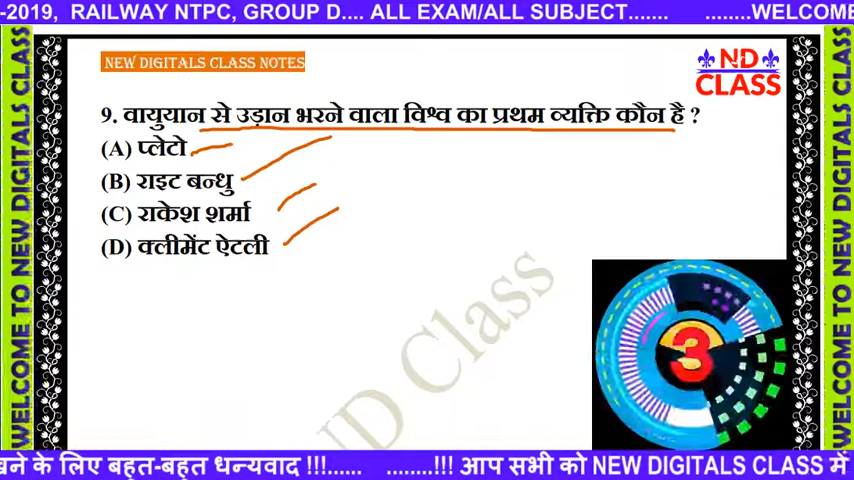 -2019, RAILWAY NTPC, GROUP D.... ALL EXAM/ALL SUBJECT....... ........WELCOME
NEW DIGITALS CLASS NOTES
ND
CLASS
9. वायुयान से उड़ान भरने वाला विश्व का प्रथम व्यक्ति कौन है ?
(A) प्लेटो
(B) राइट बन्धु
(C) राकेश शर्मा
(D) क्लीमेंट ऐटली
3
ND Class
WELCOME TO NEW DIGITALS CLASS
WELCOME TO NEW DIGITALS CLASS
के लिए बहुत-बहुत धन्यवाद !!!...... ........!!! आप सभी को NEW DIGITALS CLASS में